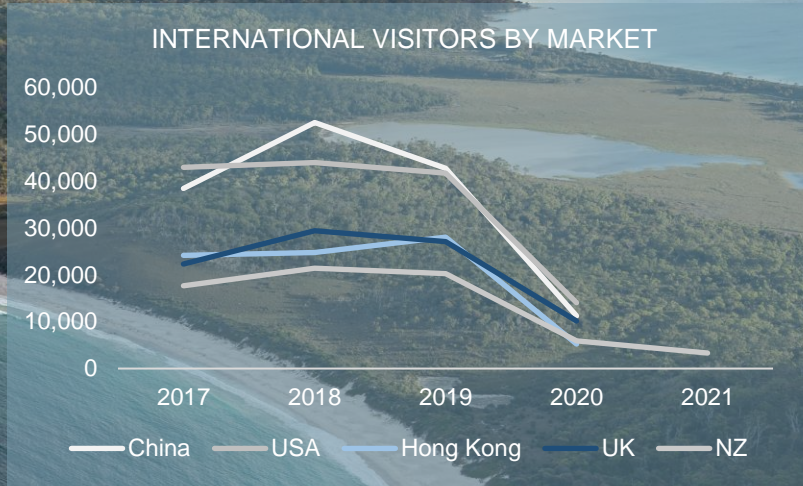 INTERNATIONAL VISITORS BY MARKET
60,000
50,000
40,000
30,000
20,000
10,000
0
2017 2018 2019 2020 2021
China USA Hong Kong UK NZ